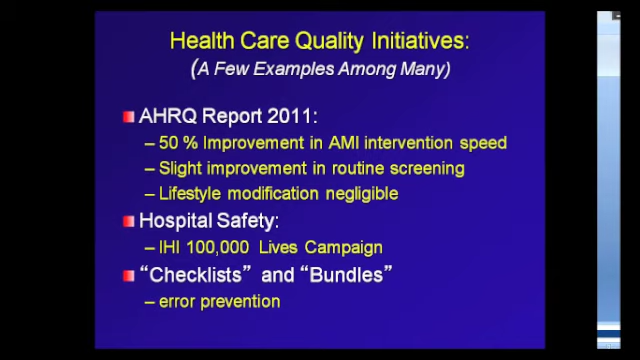 Health Care Quality Initiatives:
(A Few Examples Among Many)
AHRQ Report 2011:
– 50 % Improvement in AMI intervention speed
– Slight improvement in routine screening
– Lifestyle modification negligible
Hospital Safety:
– IHI 100,000 Lives Campaign
“Checklists” and “Bundles”
– error prevention